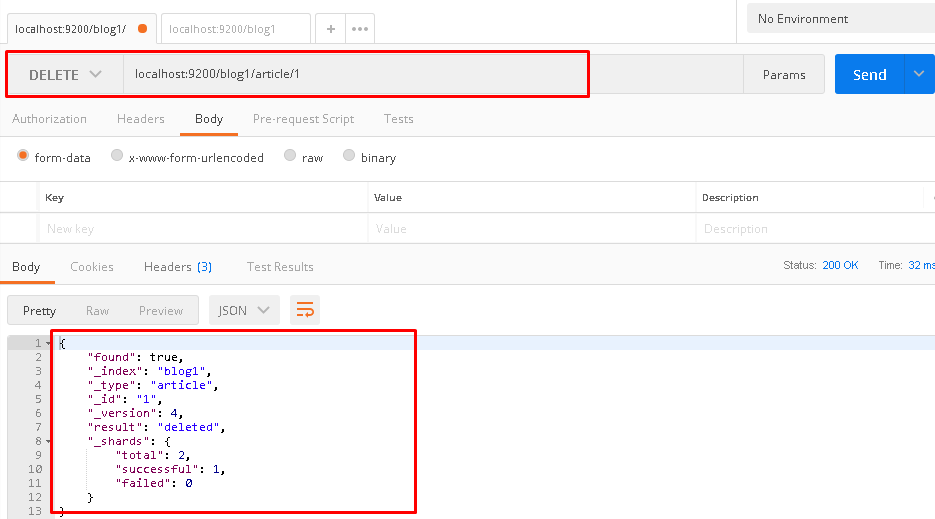 localhost:9200/blog1/ localhost:9200/blog1 + ••• No Environment
DELETE localhost:9200/blog1/article/1 Params Send
Authorization Headers Body Pre-request Script Tests
form-data x-www-form-urlencoded raw binary
Key Value Description
New key Value Description
Body Cookies Headers (3) Test Results Status: 200 OK Time: 32 ms
Pretty Raw Preview JSON
1 {
2 "found": true,
3 "_index": "blog1",
4 "_type": "article",
5 "_id": "1",
6 "_version": 4,
7 "result": "deleted",
8 "_shards": {
9 "total": 2,
10 "successful": 1,
11 "failed": 0
12 }
13 }